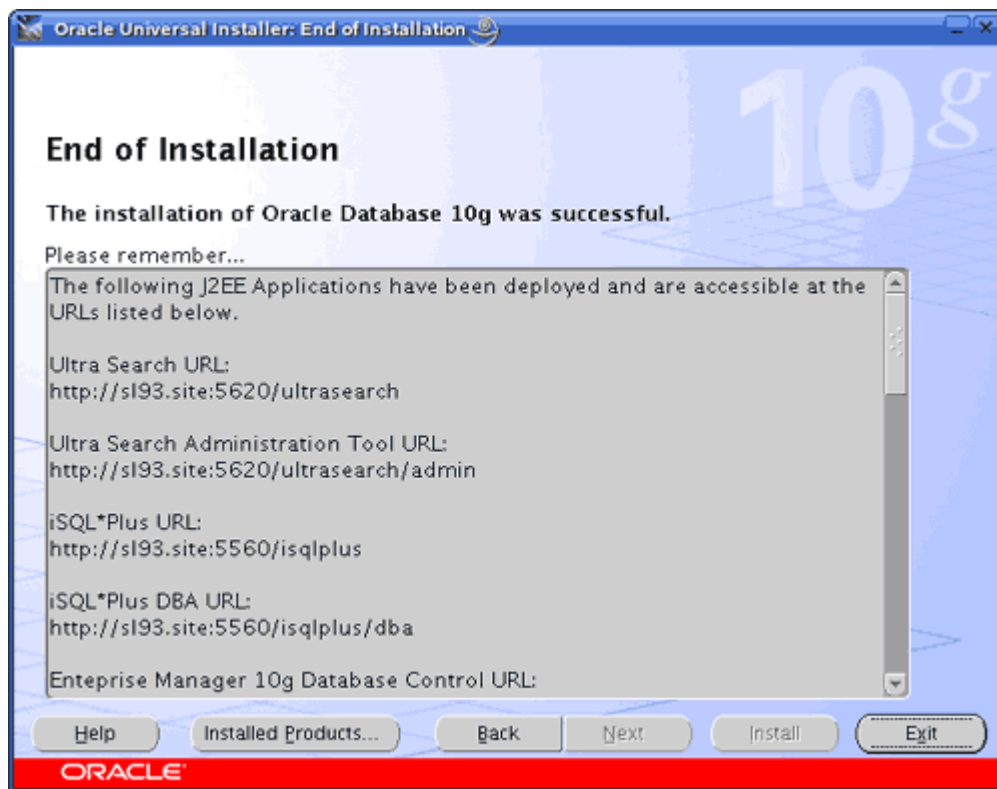 Oracle Universal Installer: End of Installation
10g
End of Installation
The installation of Oracle Database 10g was successful.
Please remember...
The following J2EE Applications have been deployed and are accessible at the
URLs listed below.
Ultra Search URL:
http://sl93.site:5620/ultrasearch
Ultra Search Administration Tool URL:
http://sl93.site:5620/ultrasearch/admin
iSQL*Plus URL:
http://sl93.site:5560/isqlplus
iSQL*Plus DBA URL:
http://sl93.site:5560/isqlplus/dba
Enteprise Manager 10g Database Control URL:
Help Installed Products... Back Next Install Exit
ORACLE